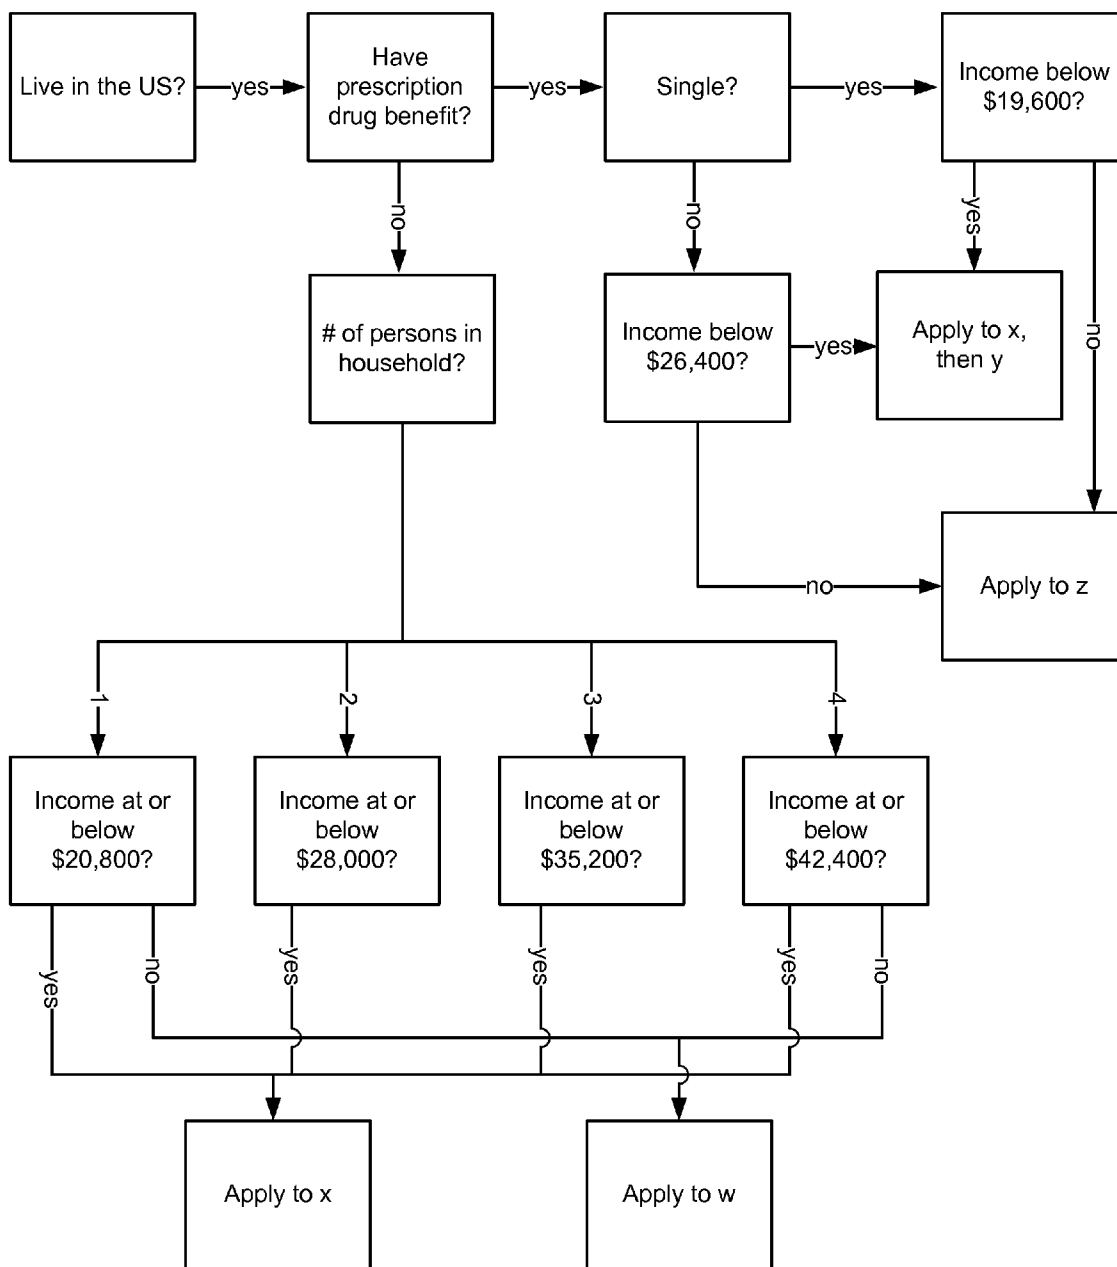 Live in the US?
yes
Have
prescription
drug benefit?
yes
Single?
yes
Income below
$19,600?
no
no
yes
no
# of persons in
household?
Income below
$26,400?
yes
Apply to x,
then y
no
Apply to z
1
2
3
4
Income at or
below
$20,800?
Income at or
below
$28,000?
Income at or
below
$35,200?
Income at or
below
$42,400?
yes
no
yes
yes
yes
no
Apply to x
Apply to w